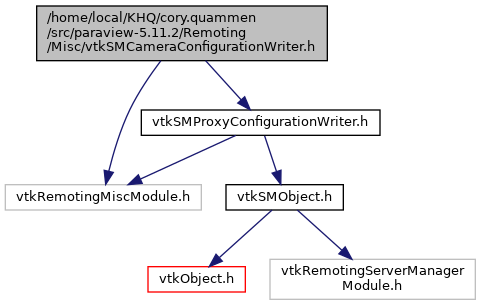 /home/local/KHQ/cory.quammen
/src/paraview-5.11.2/Remoting
/Misc/vtkSMCameraConfigurationWriter.h
vtkSMProxyConfigurationWriter.h
vtkRemotingMiscModule.h
vtkSMObject.h
vtkObject.h
vtkRemotingServerManager
Module.h